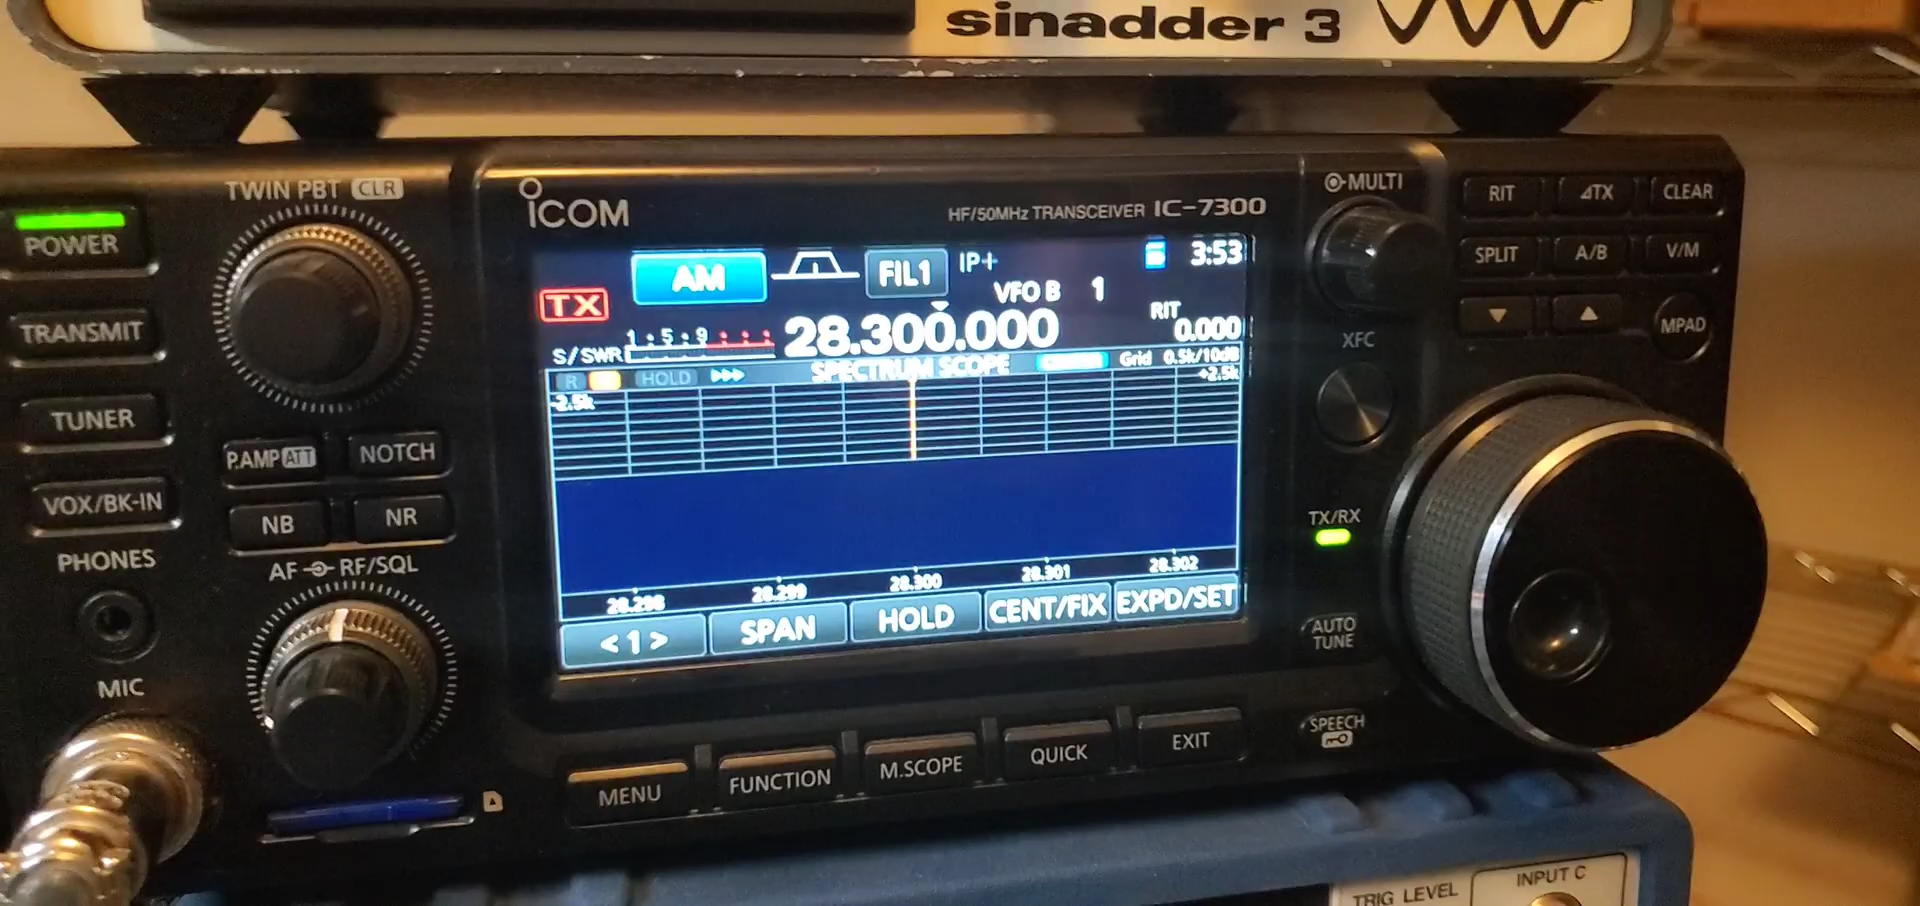 sinadder 3
TWIN PBT CLR
ICOM
HF/50MHz TRANSCEIVER IC-7300
MULTI
RIT ⊿TX CLEAR
POWER
AM
FIL1
IP+
3:53
SPLIT A/B V/M
TX
VFO B 1
RIT
0.000
TRANSMIT
1 5 9
S/SWR
28.300.000
MPAD
XFC
SPECTRUM SCOPE
Grid 0.5k/10dB
HOLD
-2.5k
+2.5k
TUNER
P.AMP ATT NOTCH
VOX/BK-IN
NB NR
TX/RX
PHONES
AF RF/SQL
28.298 28.299 28.300 28.301 28.302
<1> SPAN HOLD CENT/FIX EXPD/SET
AUTO
TUNE
MIC
SPEECH
MENU FUNCTION M.SCOPE QUICK EXIT
TRIG LEVEL INPUT C